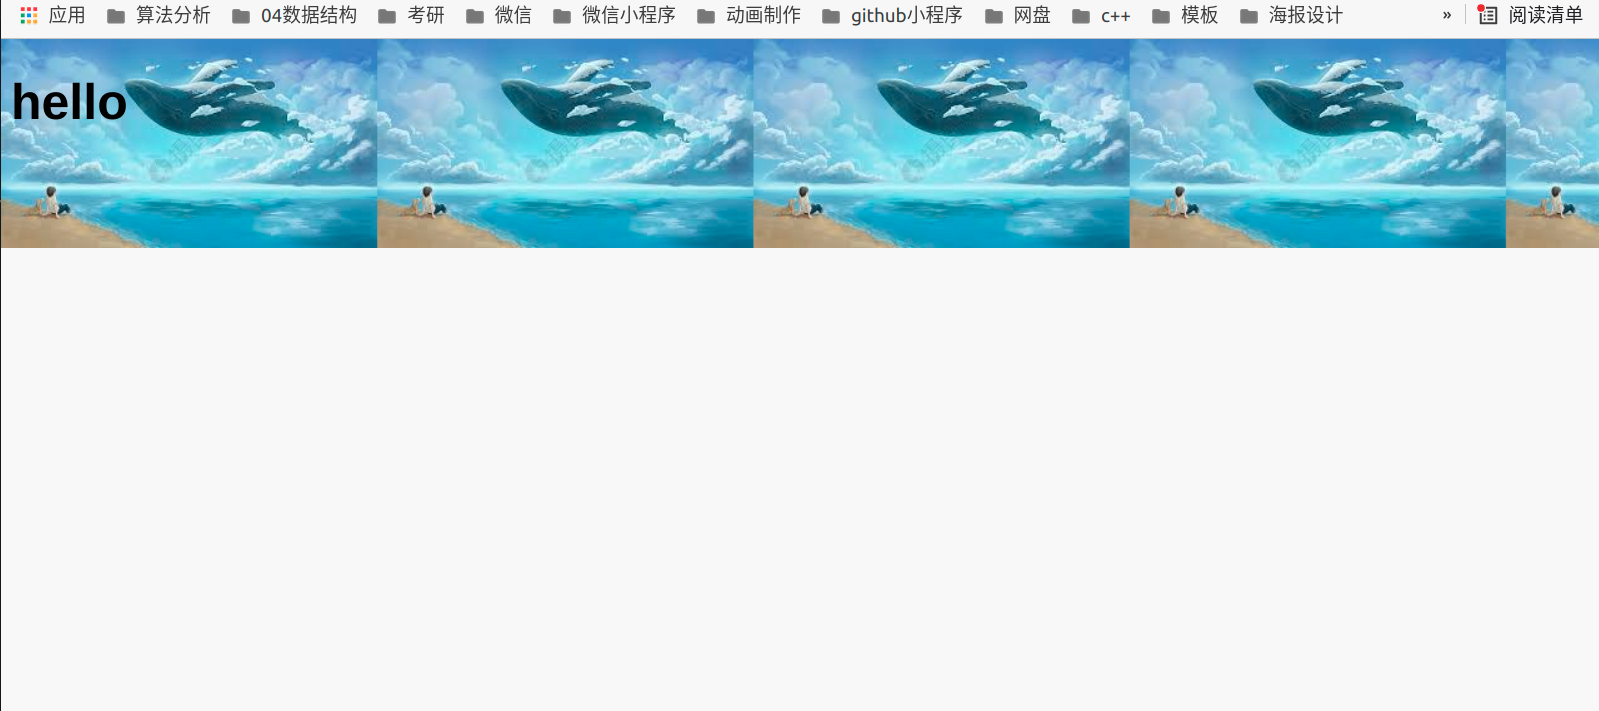 应用 算法分析 04数据结构 考研 微信 微信小程序 动画制作 github小程序 网盘 c++ 模板 海报设计 » 阅读清单
hello